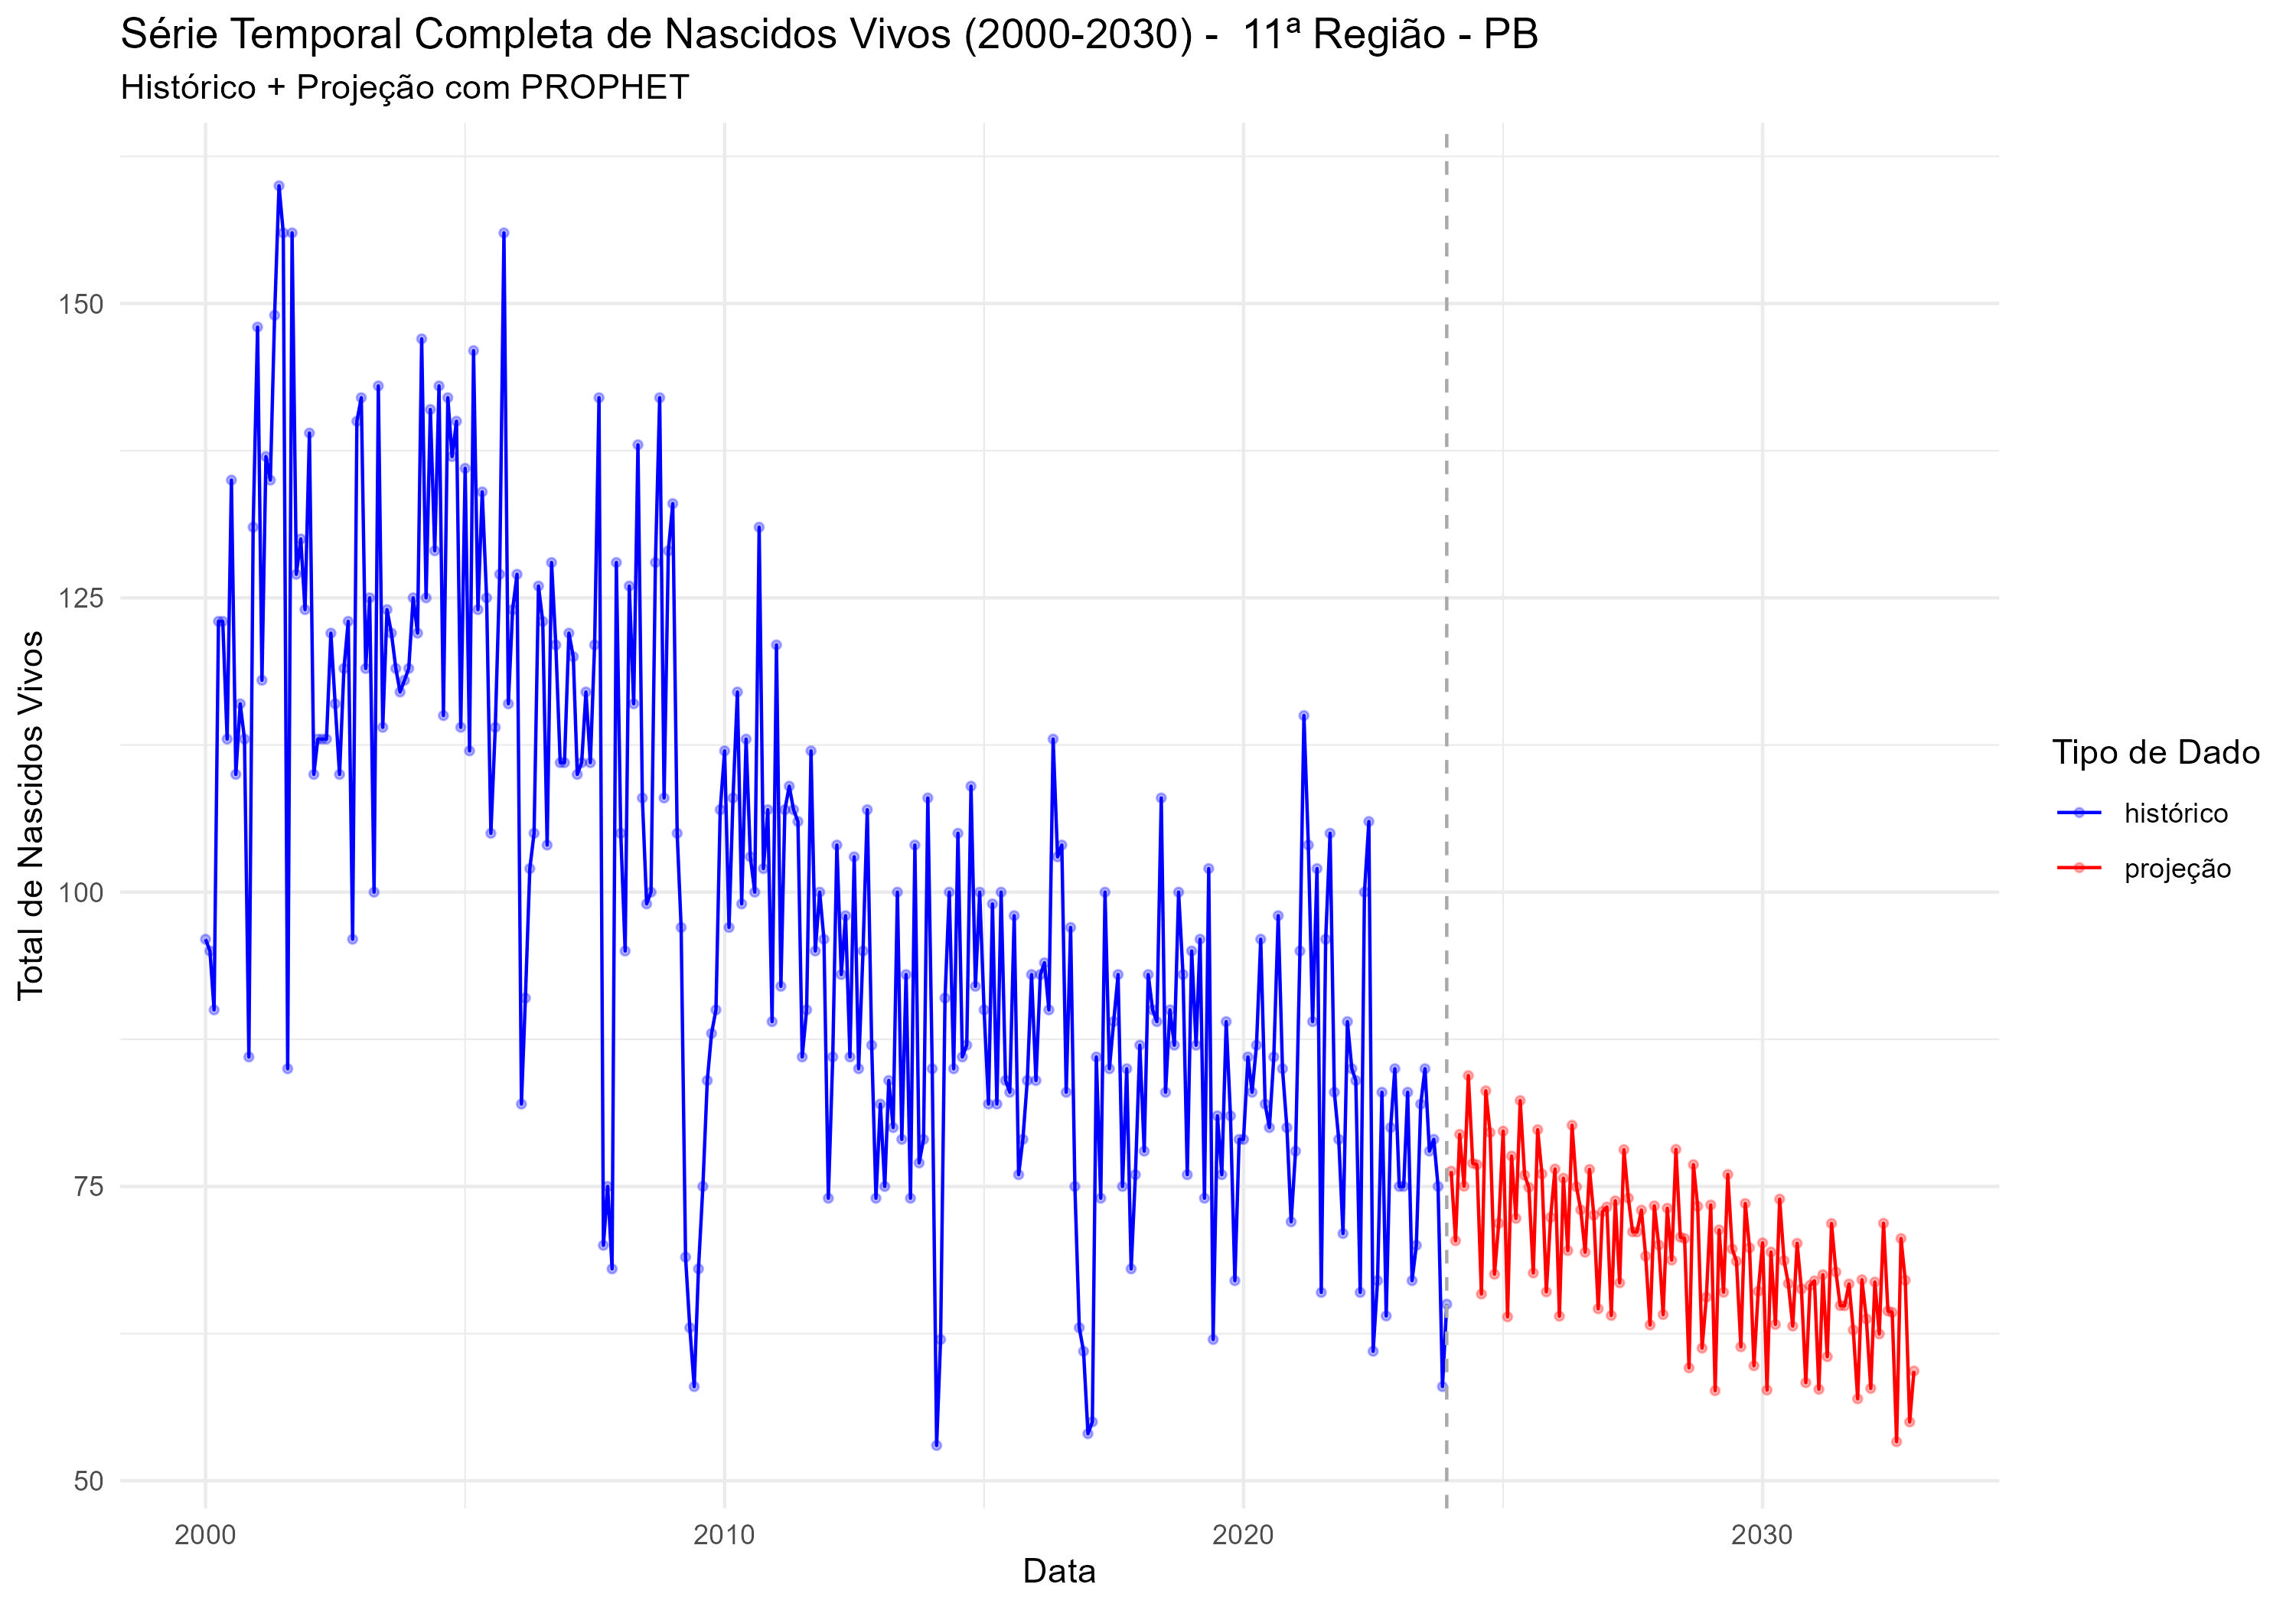 Série Temporal Completa de Nascidos Vivos (2000-2030) -  11ª Região - PB
Histórico + Projeção com PROPHET
Total de Nascidos Vivos
150
125
100
75
50
2000
2010
2020
2030
Data
Tipo de Dado
histórico
projeção